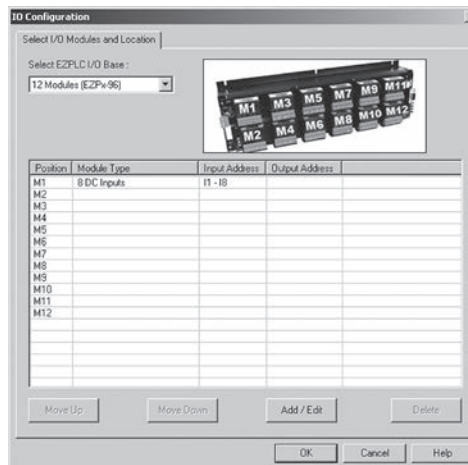 IO Configuration
Select I/O Modules and Location
Select EZPLC I/O Base :
12 Modules (EZPx-96)
M1 M3 M5 M7 M9 M11
M2 M4 M6 M8 M10 M12
Position Module Type Input Address Output Address
M1 8 DC Inputs I1 - I8
M2
M3
M4
M5
M6
M7
M8
M9
M10
M11
M12
Move Up Move Down Add / Edit Delete
OK Cancel Help